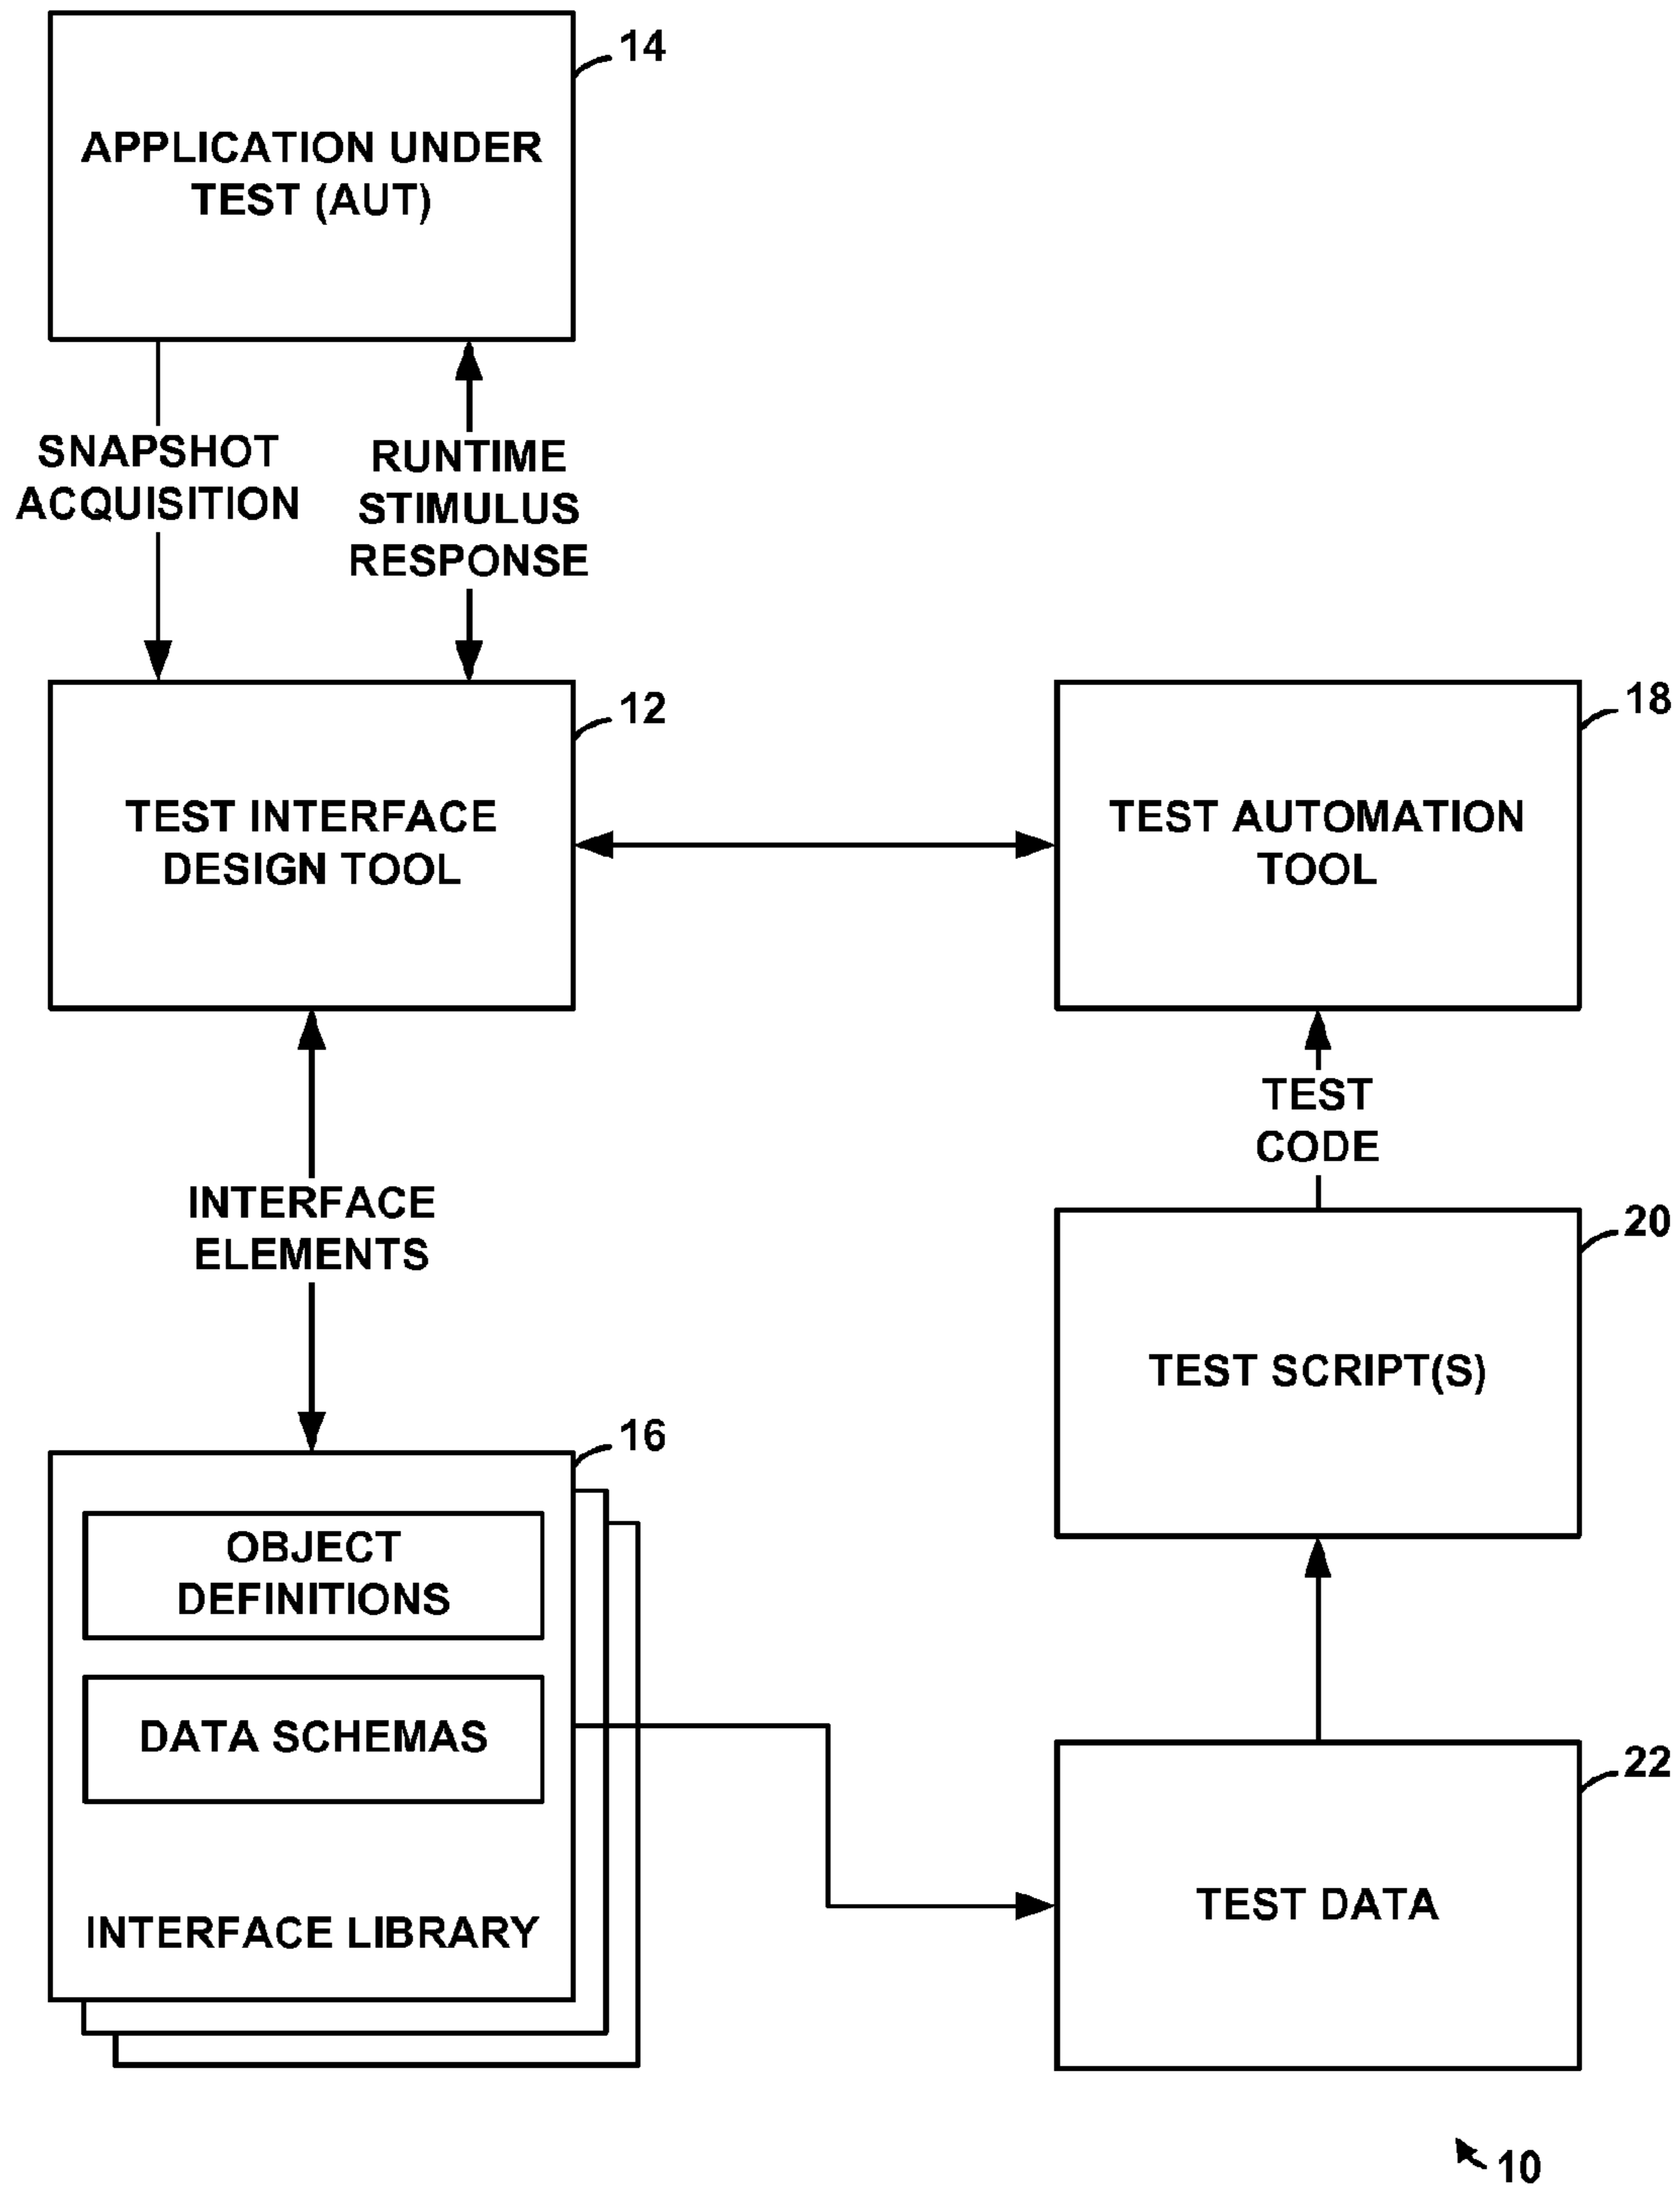 14
APPLICATION UNDER
TEST (AUT)
SNAPSHOT
ACQUISITION
RUNTIME
STIMULUS
RESPONSE
12
TEST INTERFACE
DESIGN TOOL
18
TEST AUTOMATION
TOOL
TEST
CODE
INTERFACE
ELEMENTS
20
TEST SCRIPT(S)
16
OBJECT
DEFINITIONS
DATA SCHEMAS
INTERFACE LIBRARY
22
TEST DATA
10